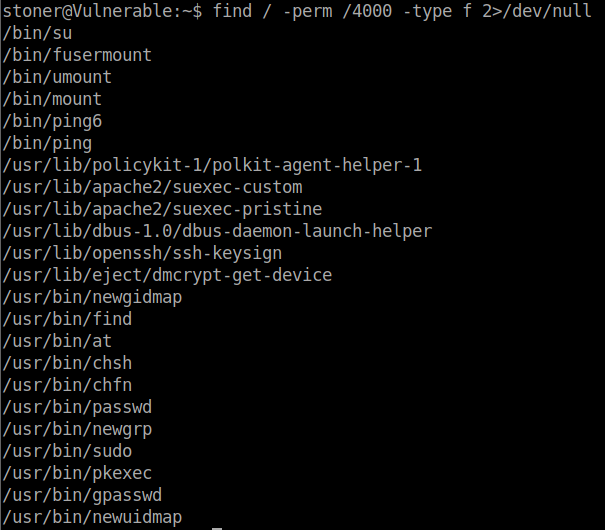 stoner@Vulnerable:~$ find / -perm /4000 -type f 2>/dev/null
/bin/su
/bin/fusermount
/bin/umount
/bin/mount
/bin/ping6
/bin/ping
/usr/lib/policykit-1/polkit-agent-helper-1
/usr/lib/apache2/suexec-custom
/usr/lib/apache2/suexec-pristine
/usr/lib/dbus-1.0/dbus-daemon-launch-helper
/usr/lib/openssh/ssh-keysign
/usr/lib/eject/dmcrypt-get-device
/usr/bin/newgidmap
/usr/bin/find
/usr/bin/at
/usr/bin/chsh
/usr/bin/chfn
/usr/bin/passwd
/usr/bin/newgrp
/usr/bin/sudo
/usr/bin/pkexec
/usr/bin/gpasswd
/usr/bin/newuidmap